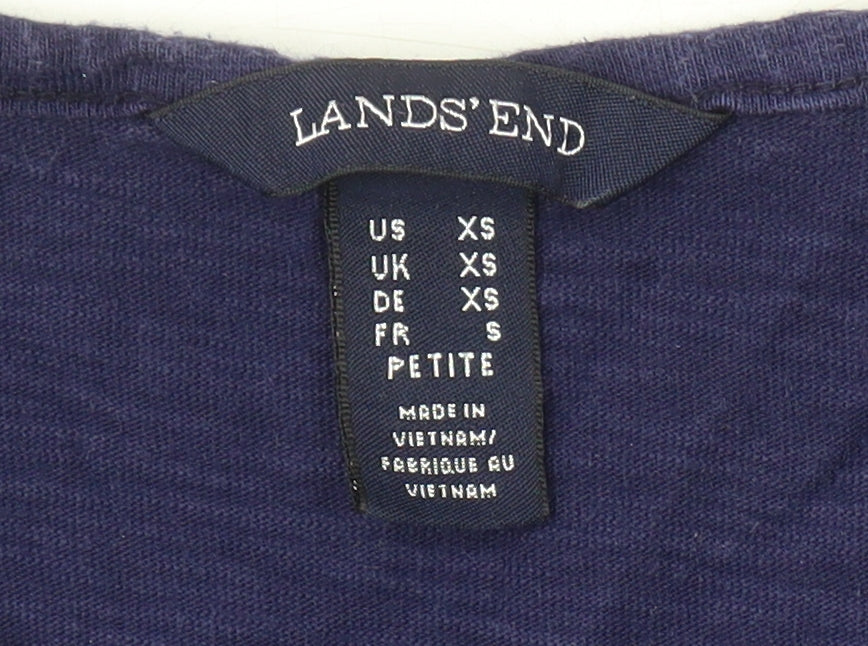 LANDS' END
US XS
UK XS
DE XS
FR S
PETITE
MADE IN
VIETNAM/
FABRIQUE AU
VIETNAM